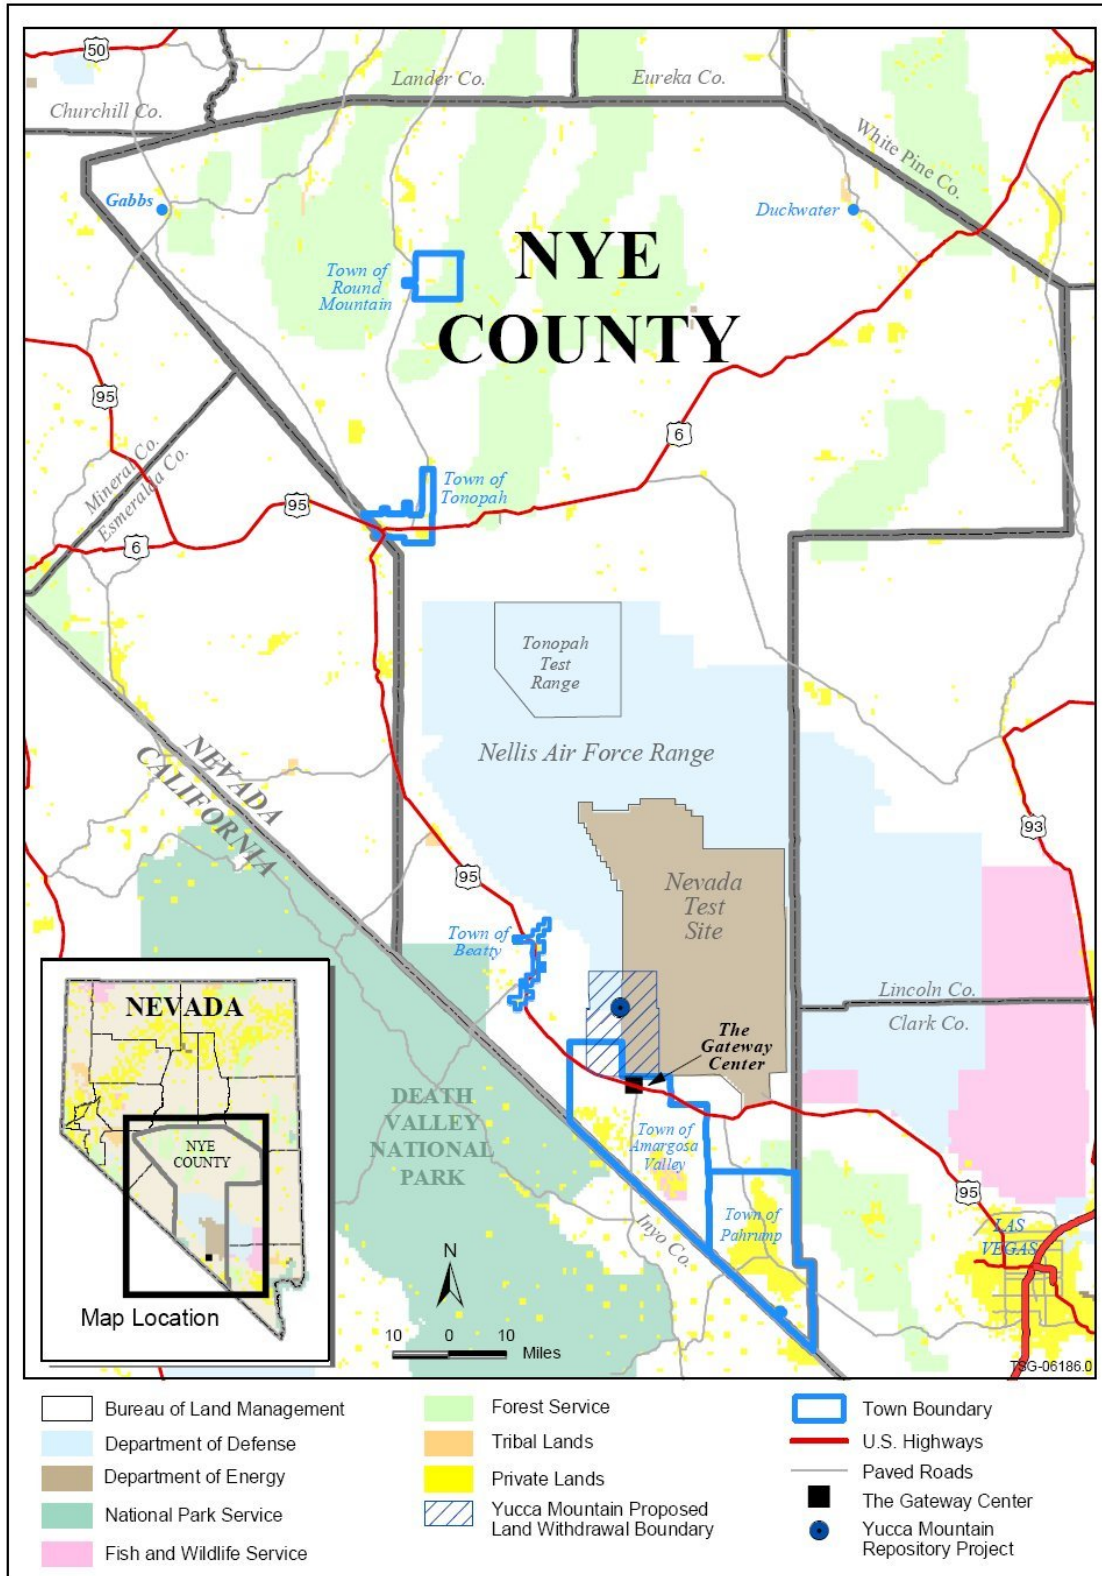 50
Lander Co.
Eureka Co.
Churchill Co.
White Pine Co.
Gabbs
Duckwater
NYE
COUNTY
Town of
Round
Mountain
95
6
Mineral Co.
Esmeralda Co.
Town of
Tonopah
95
6
Tonopah
Test
Range
NEVADA
CALIFORNIA
Nellis Air Force Range
93
95
Nevada
Test
Site
Town of
Beatty
Lincoln Co.
Clark Co.
The
Gateway
Center
DEATH
VALLEY
NATIONAL
PARK
Town of
Amargosa
Valley
95
Town of
Pahrump
Inyo Co.
LAS
VEGAS
NEVADA
NYE
COUNTY
Map Location
N
10 0 10
Miles
TSG-06186.0
Bureau of Land Management
Department of Defense
Department of Energy
National Park Service
Fish and Wildlife Service
Forest Service
Tribal Lands
Private Lands
Yucca Mountain Proposed
Land Withdrawal Boundary
Town Boundary
U.S. Highways
Paved Roads
The Gateway Center
Yucca Mountain
Repository Project